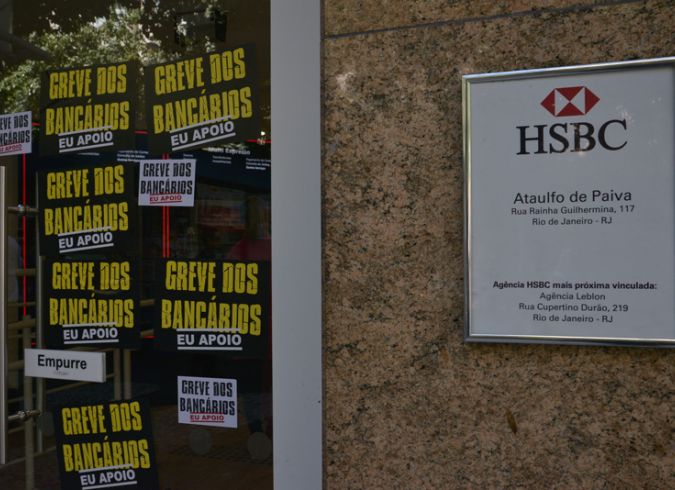 GREVE DOS
BANCÁRIOS
EU APOIO
GREVE DOS
BANCÁRIOS
EU APOIO
GREVE DOS
BANCÁRIOS
EU APOIO
GREVE DOS
BANCÁRIOS
EU APOIO
GREVE DOS
BANCÁRIOS
EU APOIO
GREVE DOS
BANCÁRIOS
EU APOIO
GREVE DOS
BANCÁRIOS
EU APOIO
Empurre
GREVE DOS
BANCÁRIOS
EU APOIO
GREVE DOS
BANCÁRIOS
EU APOIO
HSBC
Ataulfo de Paiva
Rua Rainha Guilhermina, 117
Rio de Janeiro - RJ
Agência HSBC mais próxima vinculada:
Agência Leblon
Rua Cupertino Durão, 219
Rio de Janeiro - RJ